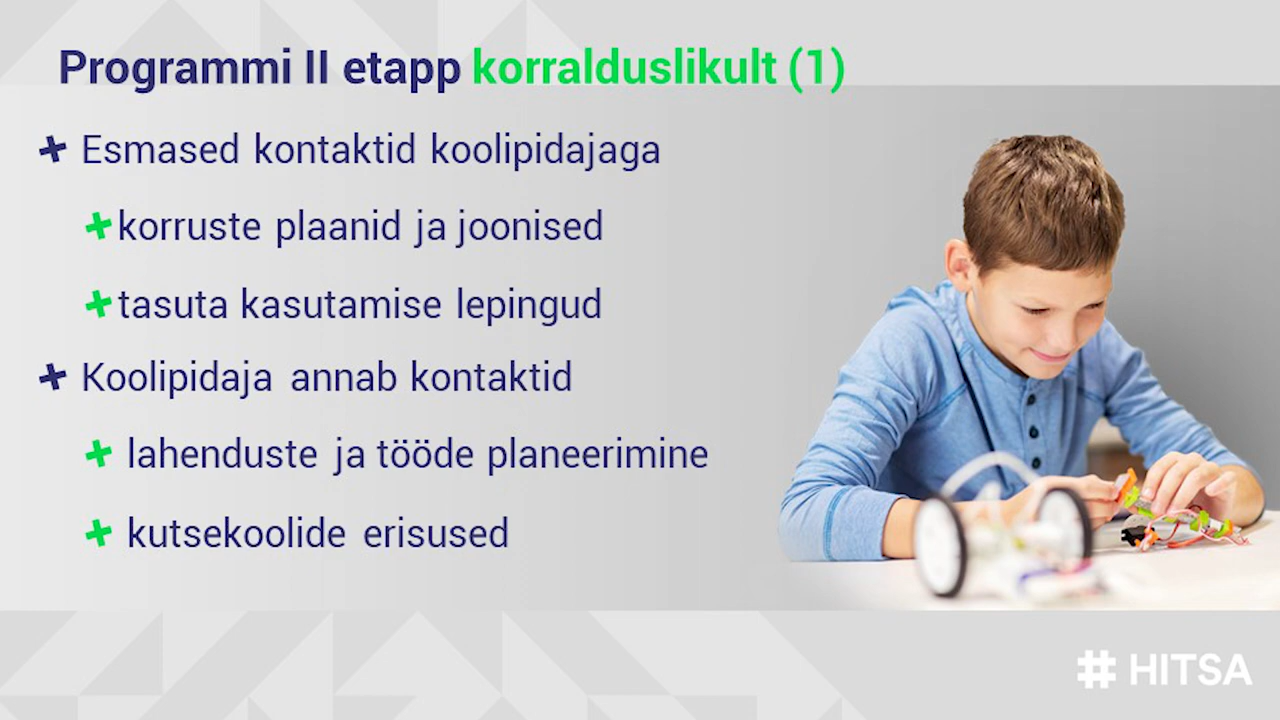 Programmi II etapp korralduslikult (1)
Esmased kontaktid koolipidajaga
korruste plaanid ja joonised
tasuta kasutamise lepingud
Koolipidaja annab kontaktid
lahenduste ja tööde planeerimine
kutsekoolide erisused
# HITSA